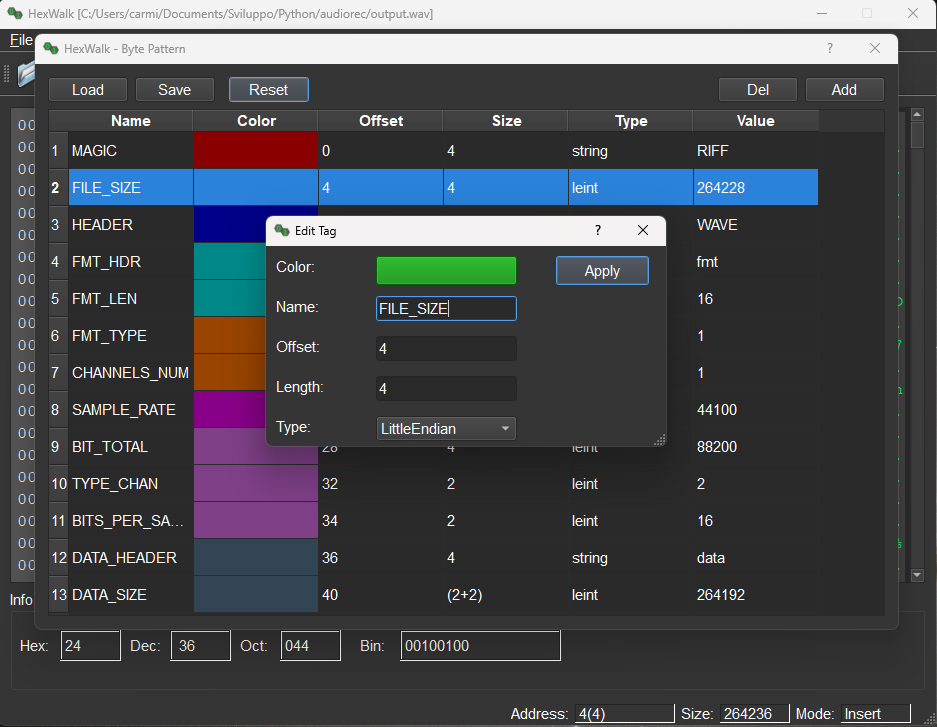 HexWalk [C:/Users/carmi/Documents/Sviluppo/Python/audiorec/output.wav]
File
HexWalk - Byte Pattern
?
Load Save Reset Del Add
Name Color Offset Size Type Value
1 MAGIC 0 4 string RIFF
2 FILE_SIZE 4 4 leint 264228
3 HEADER WAVE
4 FMT_HDR fmt
5 FMT_LEN 16
6 FMT_TYPE 1
7 CHANNELS_NUM 1
8 SAMPLE_RATE 44100
9 BIT_TOTAL 28 4 leint 88200
10 TYPE_CHAN 32 2 leint 2
11 BITS_PER_SA... 34 2 leint 16
12 DATA_HEADER 36 4 string data
13 DATA_SIZE 40 (2+2) leint 264192
Edit Tag ?
Color: Apply
Name: FILE_SIZE
Offset: 4
Length: 4
Type: LittleEndian
Info
Hex: 24 Dec: 36 Oct: 044 Bin: 00100100
Address: 4(4) Size: 264236 Mode: Insert